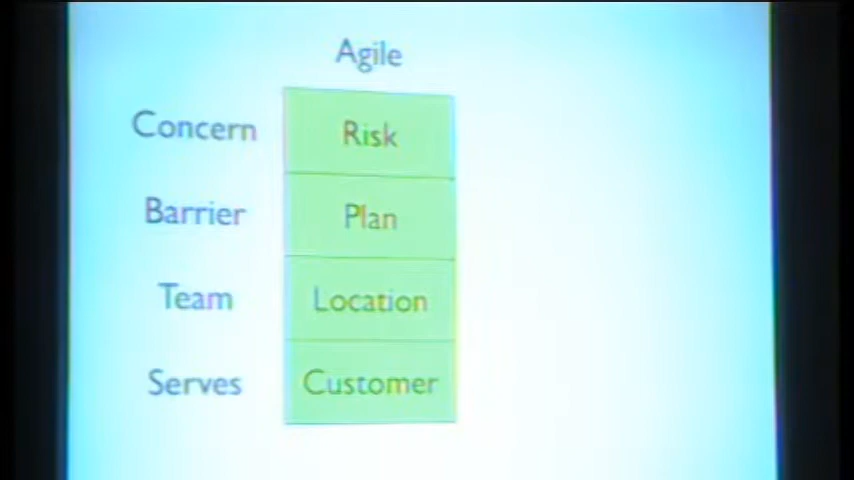 Agile
Concern Risk
Barrier Plan
Team Location
Serves Customer